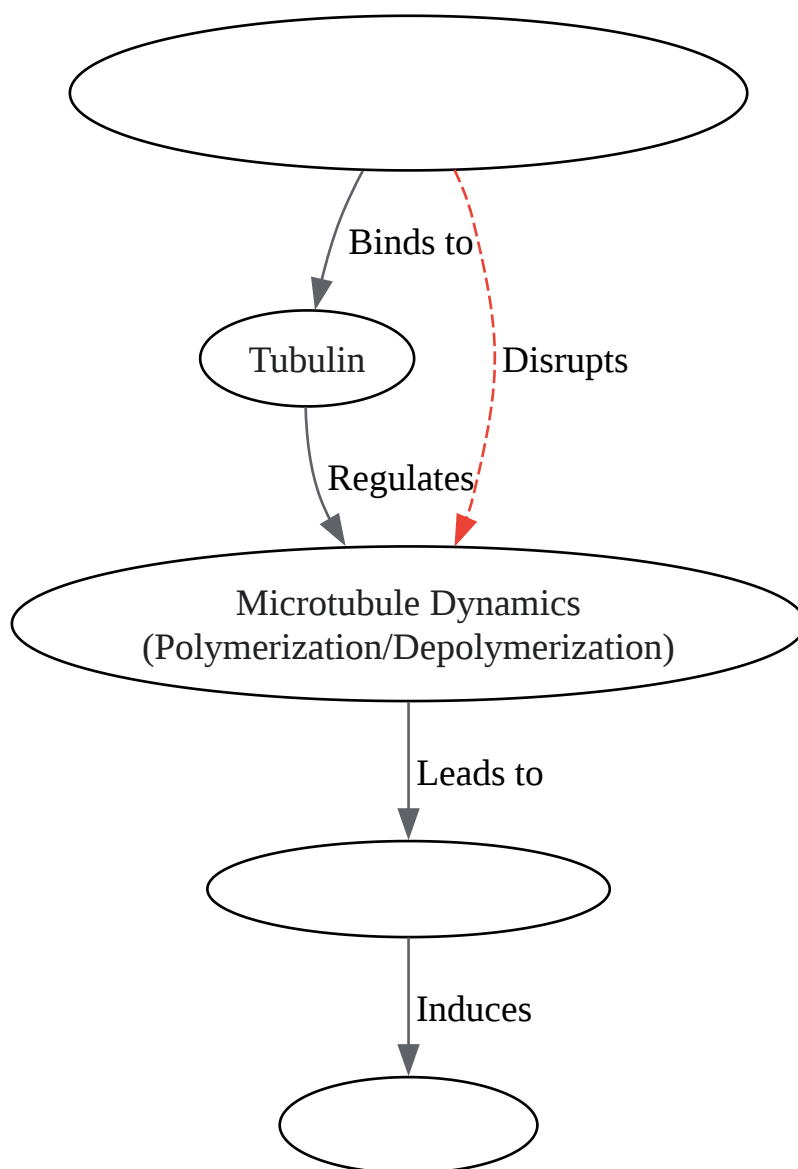 Binds to
Tubulin
Disrupts
Regulates
Microtubule Dynamics
(Polymerization/Depolymerization)
Leads to
Induces